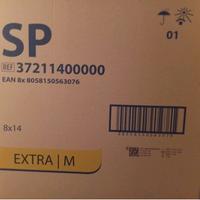 SP
01
REF 37211400000
EAN 8x 8058150563076
8x14
EXTRA | M